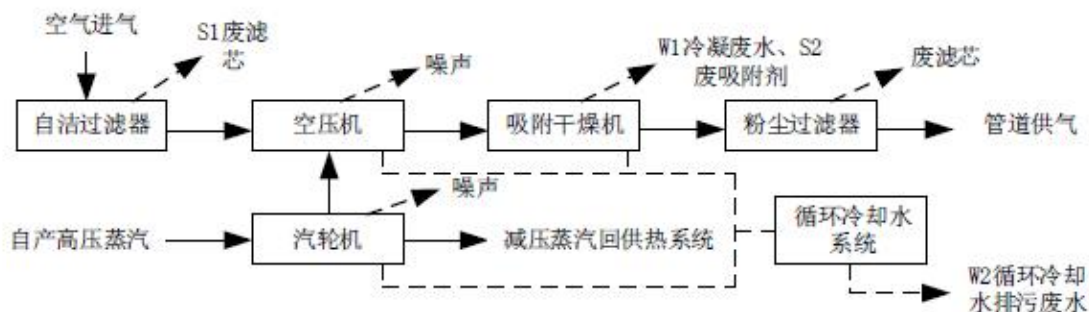 空气进气
S1废滤
芯
噪声
W1冷凝废水、S2
废吸附剂
废滤芯
自洁过滤器
空压机
吸附干燥机
粉尘过滤器
管道供气
噪声
自产高压蒸汽
汽轮机
减压蒸汽回供热系统
循环冷却水
系统
W2循环冷却
水排污废水